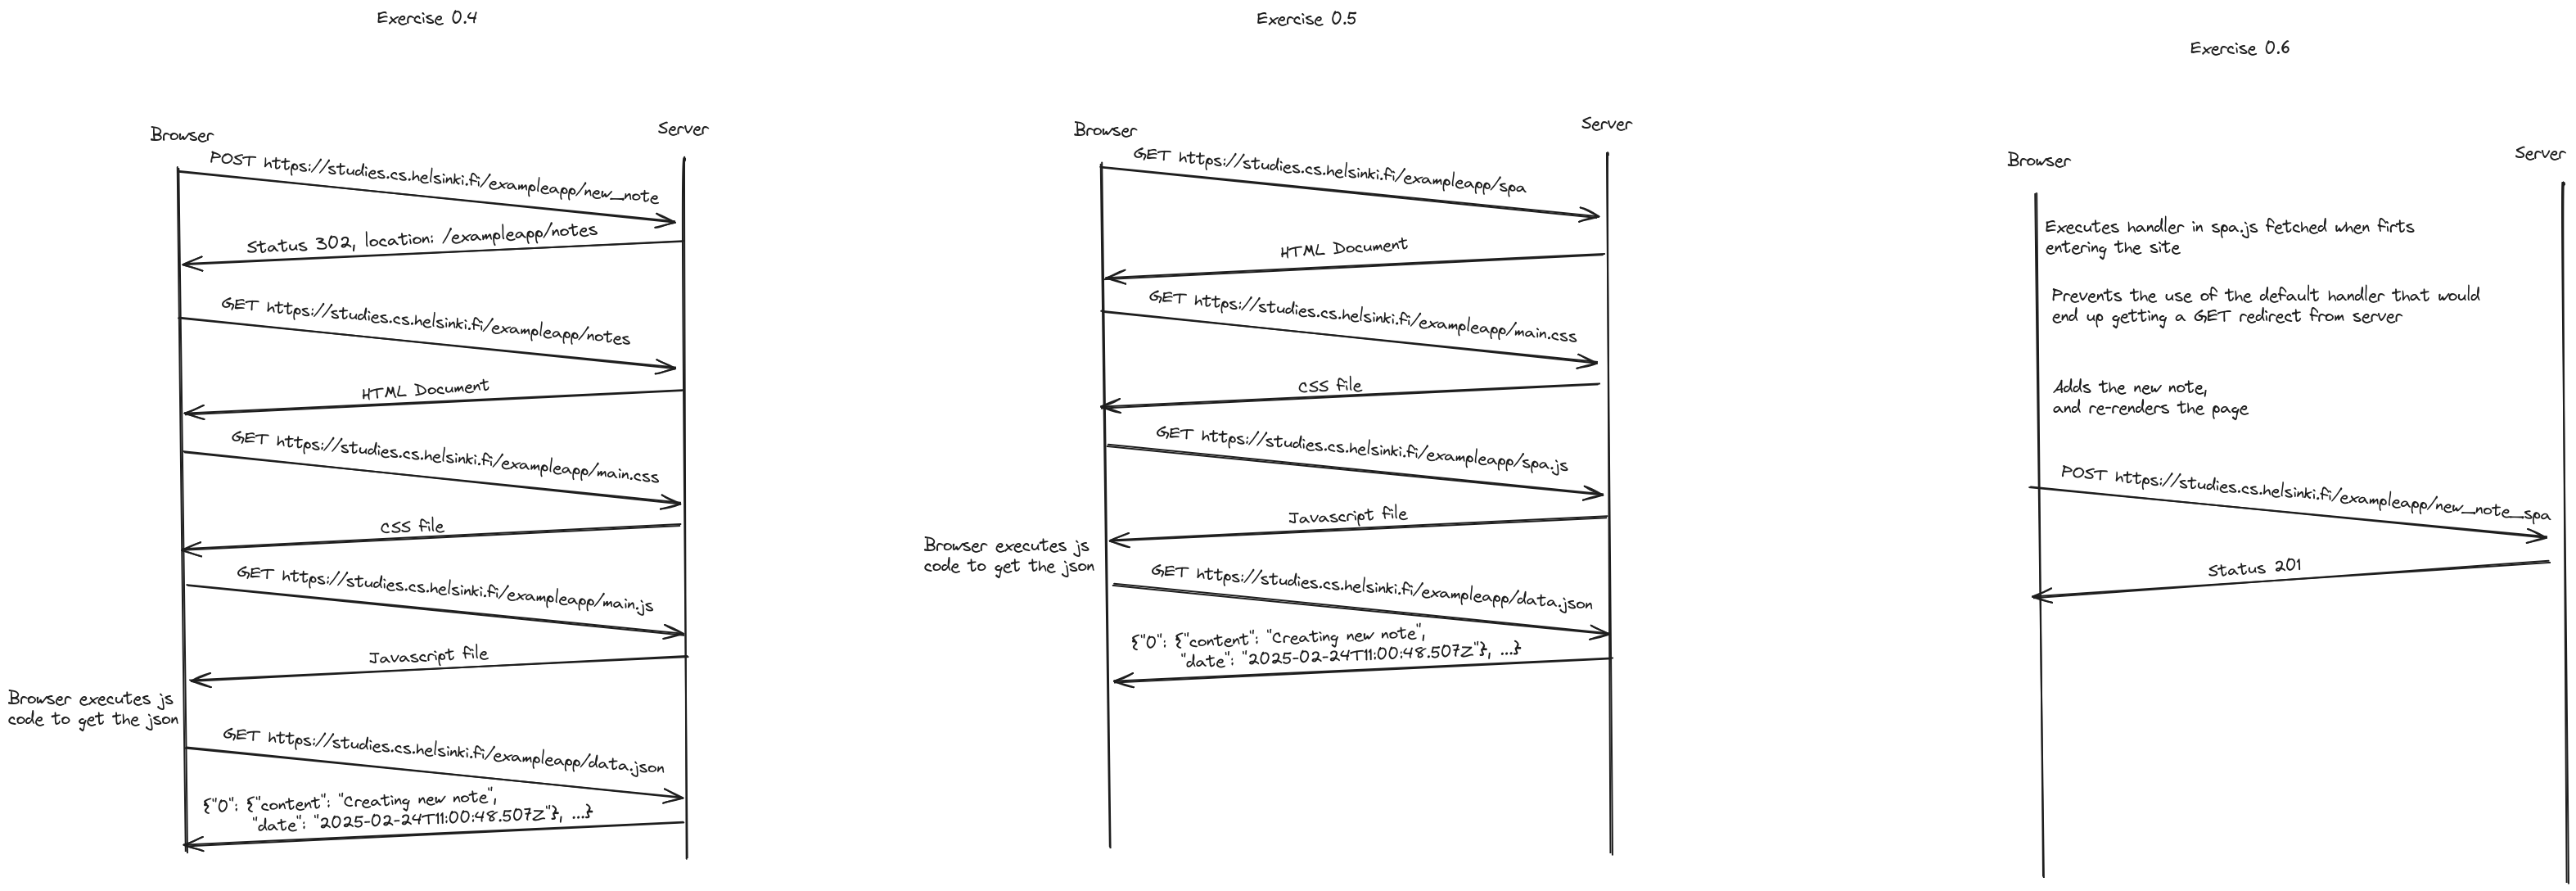 Exercise 0.4
Browser
Server
POST https://studies.cs.helsinki.fi/exampleapp/new_note
Status 302, location: /exampleapp/notes
GET https://studies.cs.helsinki.fi/exampleapp/notes
HTML Document
GET https://studies.cs.helsinki.fi/exampleapp/main.css
CSS file
GET https://studies.cs.helsinki.fi/exampleapp/main.js
Javascript file
Browser executes js
code to get the json
GET https://studies.cs.helsinki.fi/exampleapp/data.json
{"0": {"content": "Creating new note",
"date": "2025-02-24T11:00:48.507Z"}, ...}
Exercise 0.5
Browser
Server
GET https://studies.cs.helsinki.fi/exampleapp/spa
HTML Document
GET https://studies.cs.helsinki.fi/exampleapp/main.css
CSS file
GET https://studies.cs.helsinki.fi/exampleapp/spa.js
Javascript file
Browser executes js
code to get the json
GET https://studies.cs.helsinki.fi/exampleapp/data.json
{"0": {"content": "Creating new note",
"date": "2025-02-24T11:00:48.507Z"}, ...}
Exercise 0.6
Browser
Server
Executes handler in spa.js fetched when firts
entering the site
Prevents the use of the default handler that would
end up getting a GET redirect from server
Adds the new note,
and re-renders the page
POST https://studies.cs.helsinki.fi/exampleapp/new_note_spa
Status 201